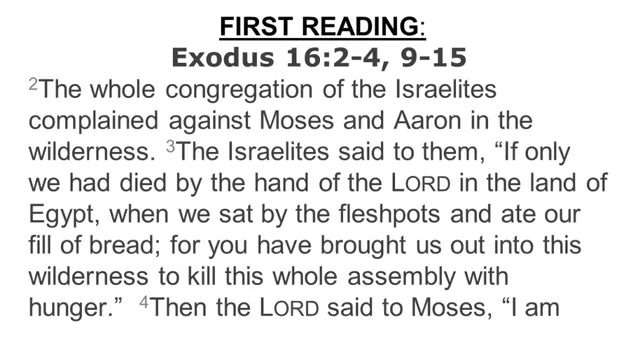 FIRST READING:
Exodus 16:2-4, 9-15
²The whole congregation of the Israelites
complained against Moses and Aaron in the
wilderness. ³The Israelites said to them, “If only
we had died by the hand of the LORD in the land of
Egypt, when we sat by the fleshpots and ate our
fill of bread; for you have brought us out into this
wilderness to kill this whole assembly with
hunger.” ⁴Then the LORD said to Moses, “I am